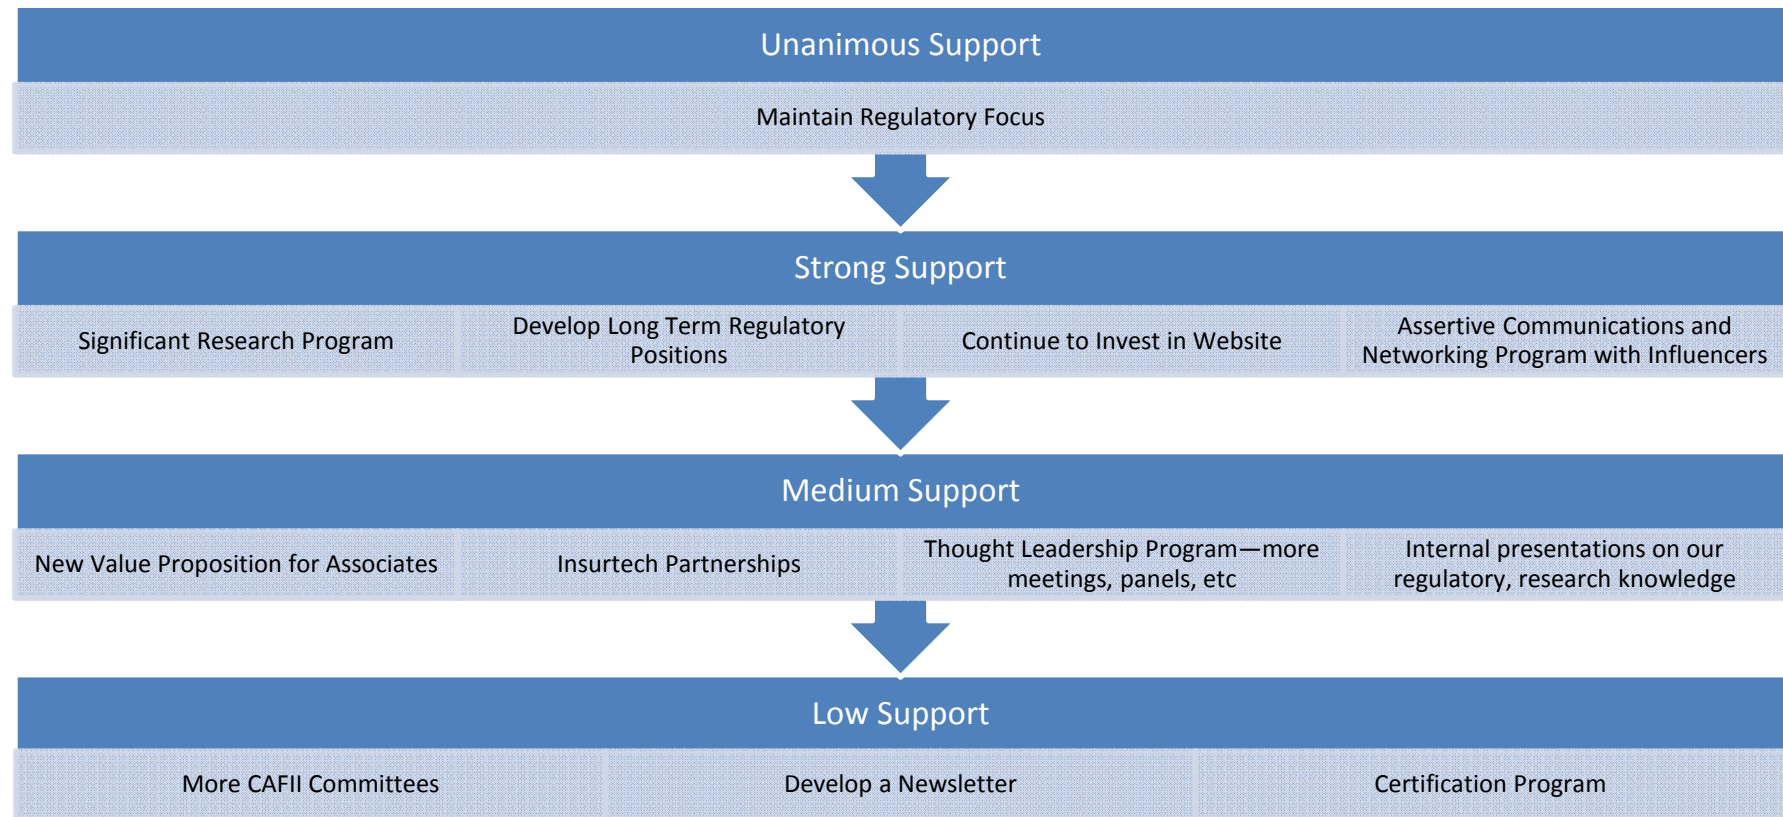 Unanimous Support
Maintain Regulatory Focus
Strong Support
Significant Research Program
Develop Long Term Regulatory
Positions
Continue to Invest in Website
Assertive Communications and
Networking Program with Influencers
Medium Support
New Value Proposition for Associates
Insurtech Partnerships
Thought Leadership Program—more
meetings, panels, etc
Internal presentations on our
regulatory, research knowledge
Low Support
More CAFII Committees
Develop a Newsletter
Certification Program